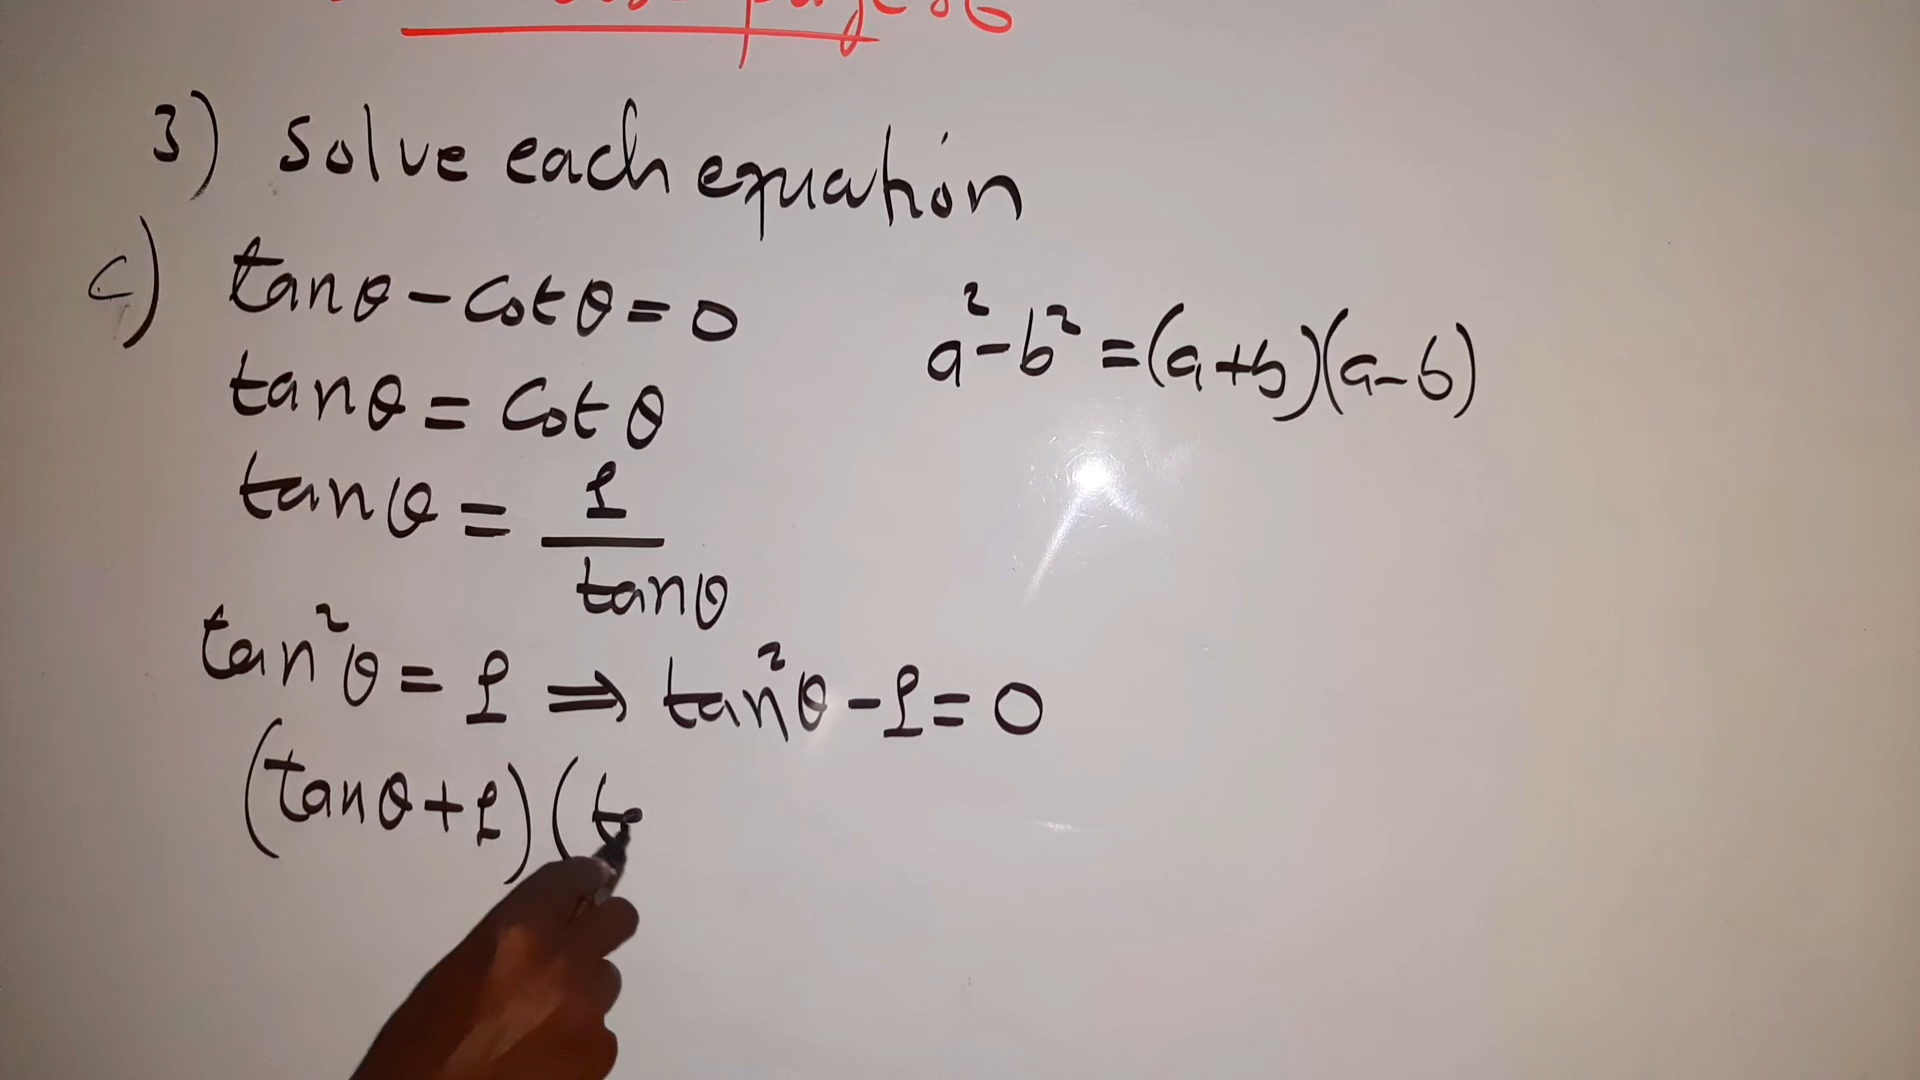 3) Solve each equation
c) tanθ - cotθ = 0
a² - b² = (a+b)(a-b)
tanθ = cotθ
tanθ = 1/tanθ
tan²θ = 1 ⇒ tan²θ - 1 = 0
(tanθ + 1)(t